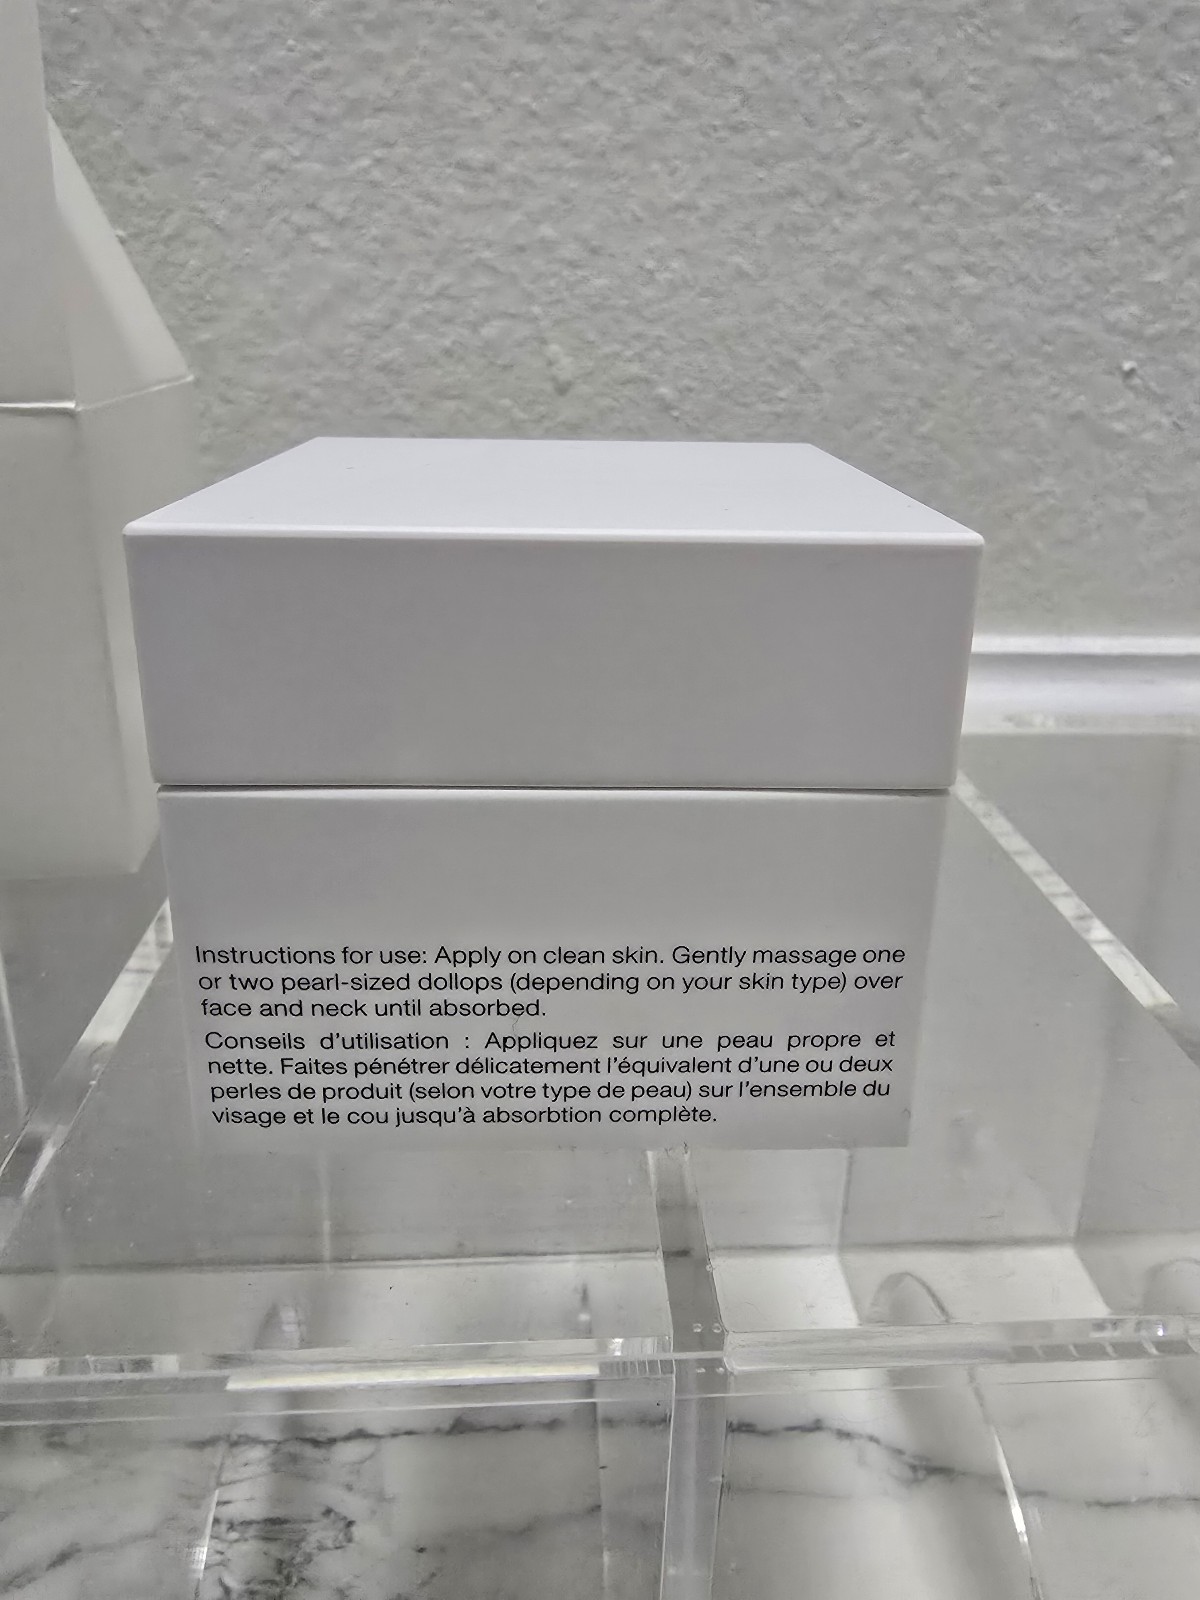 Instructions for use: Apply on clean skin. Gently massage one
or two pearl-sized dollops (depending on your skin type) over
face and neck until absorbed.
Conseils d'utilisation : Appliquez sur une peau propre et
nette. Faites pénétrer délicatement l'équivalent d'une ou deux
perles de produit (selon votre type de peau) sur l'ensemble du
visage et le cou jusqu'à absorbtion complète.